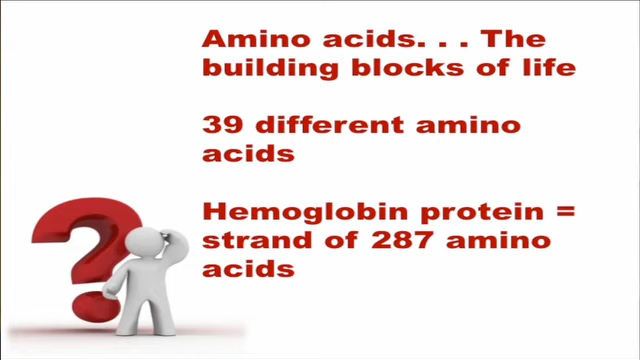 Amino acids. . . The
building blocks of life
39 different amino
acids
Hemoglobin protein =
strand of 287 amino
acids